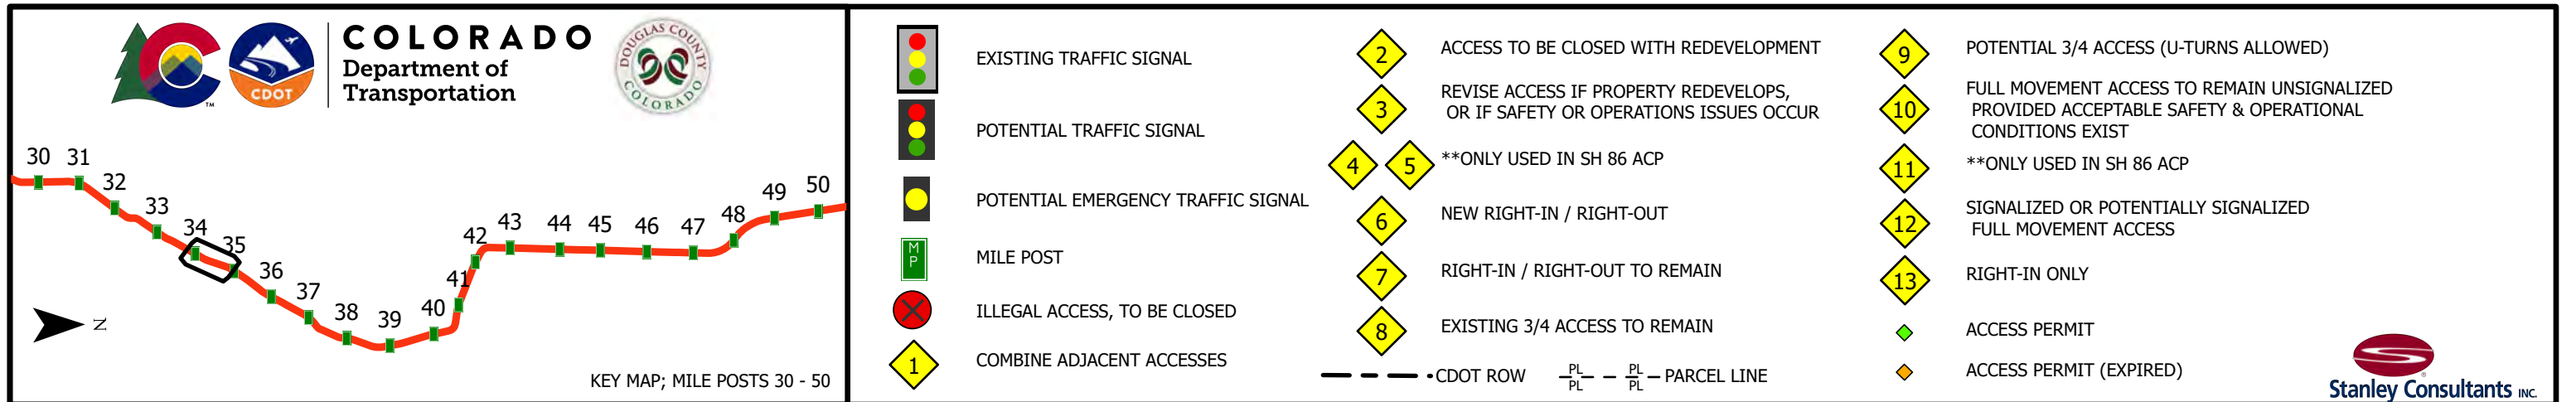 COLORADO
Department of
Transportation
TM
CDOT
DOUGLAS COUNTY
COLORADO
30 31
32
33
34
35
36
37
38
39
40
41
42
43
44
45
46
47
48
49
50
N
KEY MAP; MILE POSTS 30 - 50
EXISTING TRAFFIC SIGNAL
POTENTIAL TRAFFIC SIGNAL
POTENTIAL EMERGENCY TRAFFIC SIGNAL
MP
MILE POST
ILLEGAL ACCESS, TO BE CLOSED
1
COMBINE ADJACENT ACCESSES
2
ACCESS TO BE CLOSED WITH REDEVELOPMENT
3
REVISE ACCESS IF PROPERTY REDEVELOPS,
OR IF SAFETY OR OPERATIONS ISSUES OCCUR
4 5
**ONLY USED IN SH 86 ACP
6
NEW RIGHT-IN / RIGHT-OUT
7
RIGHT-IN / RIGHT-OUT TO REMAIN
8
EXISTING 3/4 ACCESS TO REMAIN
CDOT ROW
PL PL
PL PL
PARCEL LINE
9
POTENTIAL 3/4 ACCESS (U-TURNS ALLOWED)
10
FULL MOVEMENT ACCESS TO REMAIN UNSIGNALIZED
PROVIDED ACCEPTABLE SAFETY & OPERATIONAL
CONDITIONS EXIST
11
**ONLY USED IN SH 86 ACP
12
SIGNALIZED OR POTENTIALLY SIGNALIZED
FULL MOVEMENT ACCESS
13
RIGHT-IN ONLY
ACCESS PERMIT
ACCESS PERMIT (EXPIRED)
Stanley Consultants INC.